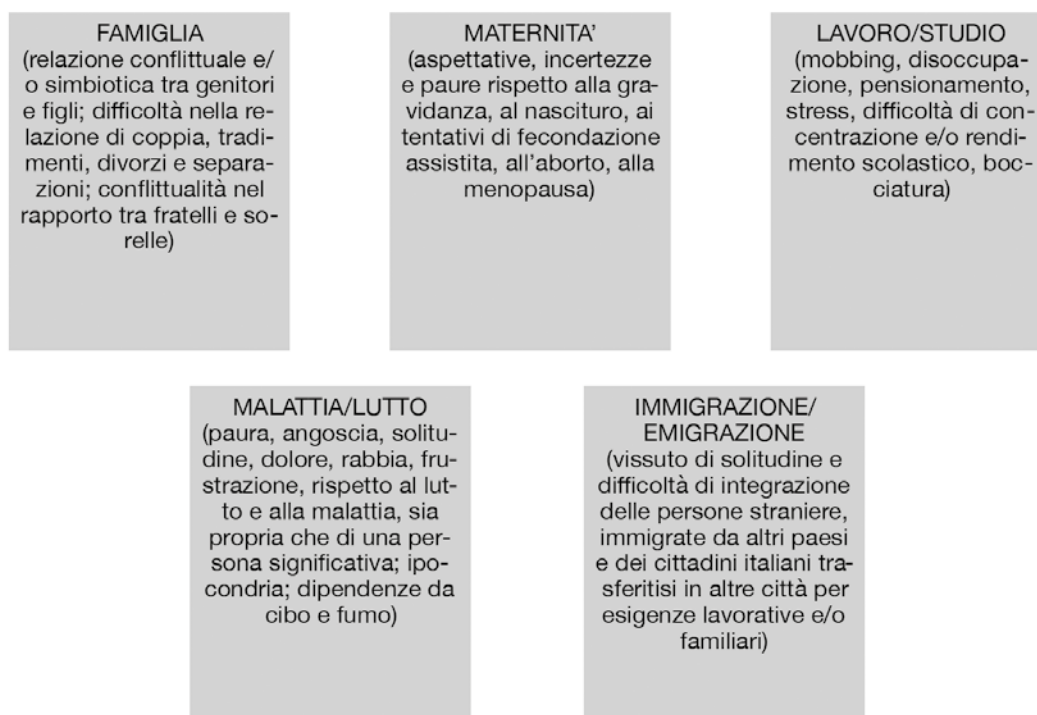 FAMIGLIA
(relazione conflittuale e/
o simbiotica tra genitori
e figli; difficoltà nella re-
lazione di coppia, tradi-
menti, divorzi e separa-
zioni; conflittualità nel
rapporto tra fratelli e so-
relle)
MATERNITA’
(aspettative, incertezze
e paure rispetto alla gra-
vidanza, al nascituro, ai
tentativi di fecondazione
assistita, all’aborto, alla
menopausa)
LAVORO/STUDIO
(mobbing, disoccupa-
zione, pensionamento,
stress, difficoltà di con-
centrazione e/o rendi-
mento scolastico, boc-
ciatura)
MALATTIA/LUTTO
(paura, angoscia, solitu-
dine, dolore, rabbia, fru-
strazione, rispetto al lut-
to e alla malattia, sia
propria che di una per-
sona significativa; ipo-
condria; dipendenze da
cibo e fumo)
IMMIGRAZIONE/
EMIGRAZIONE
(vissuto di solitudine e
difficoltà di integrazione
delle persone straniere,
immigrate da altri paesi
e dei cittadini italiani tra-
sferitisi in altre città per
esigenze lavorative e/o
familiari)